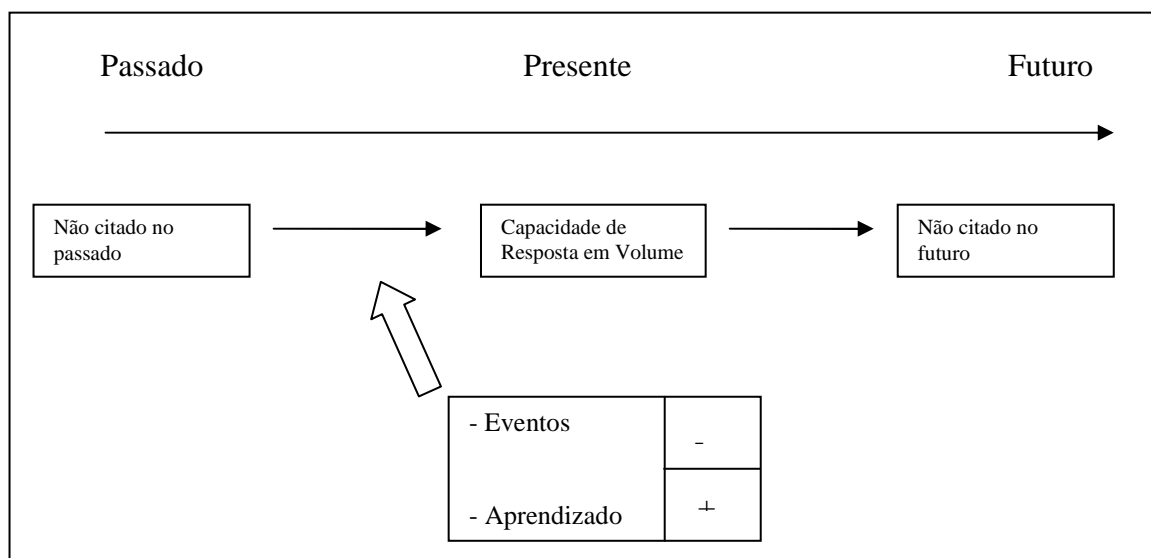 Passado Presente Futuro
Não citado no
passado
Capacidade de
Resposta em Volume
Não citado no
futuro
- Eventos -
- Aprendizado +